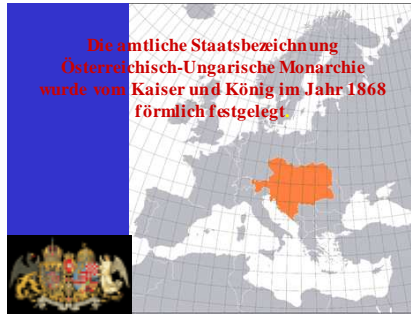 Die amtliche Staatsbezeichnung
Österreichisch-Ungarische Monarchie
wurde vom Kaiser und König im Jahr 1868
förmlich festgelegt.